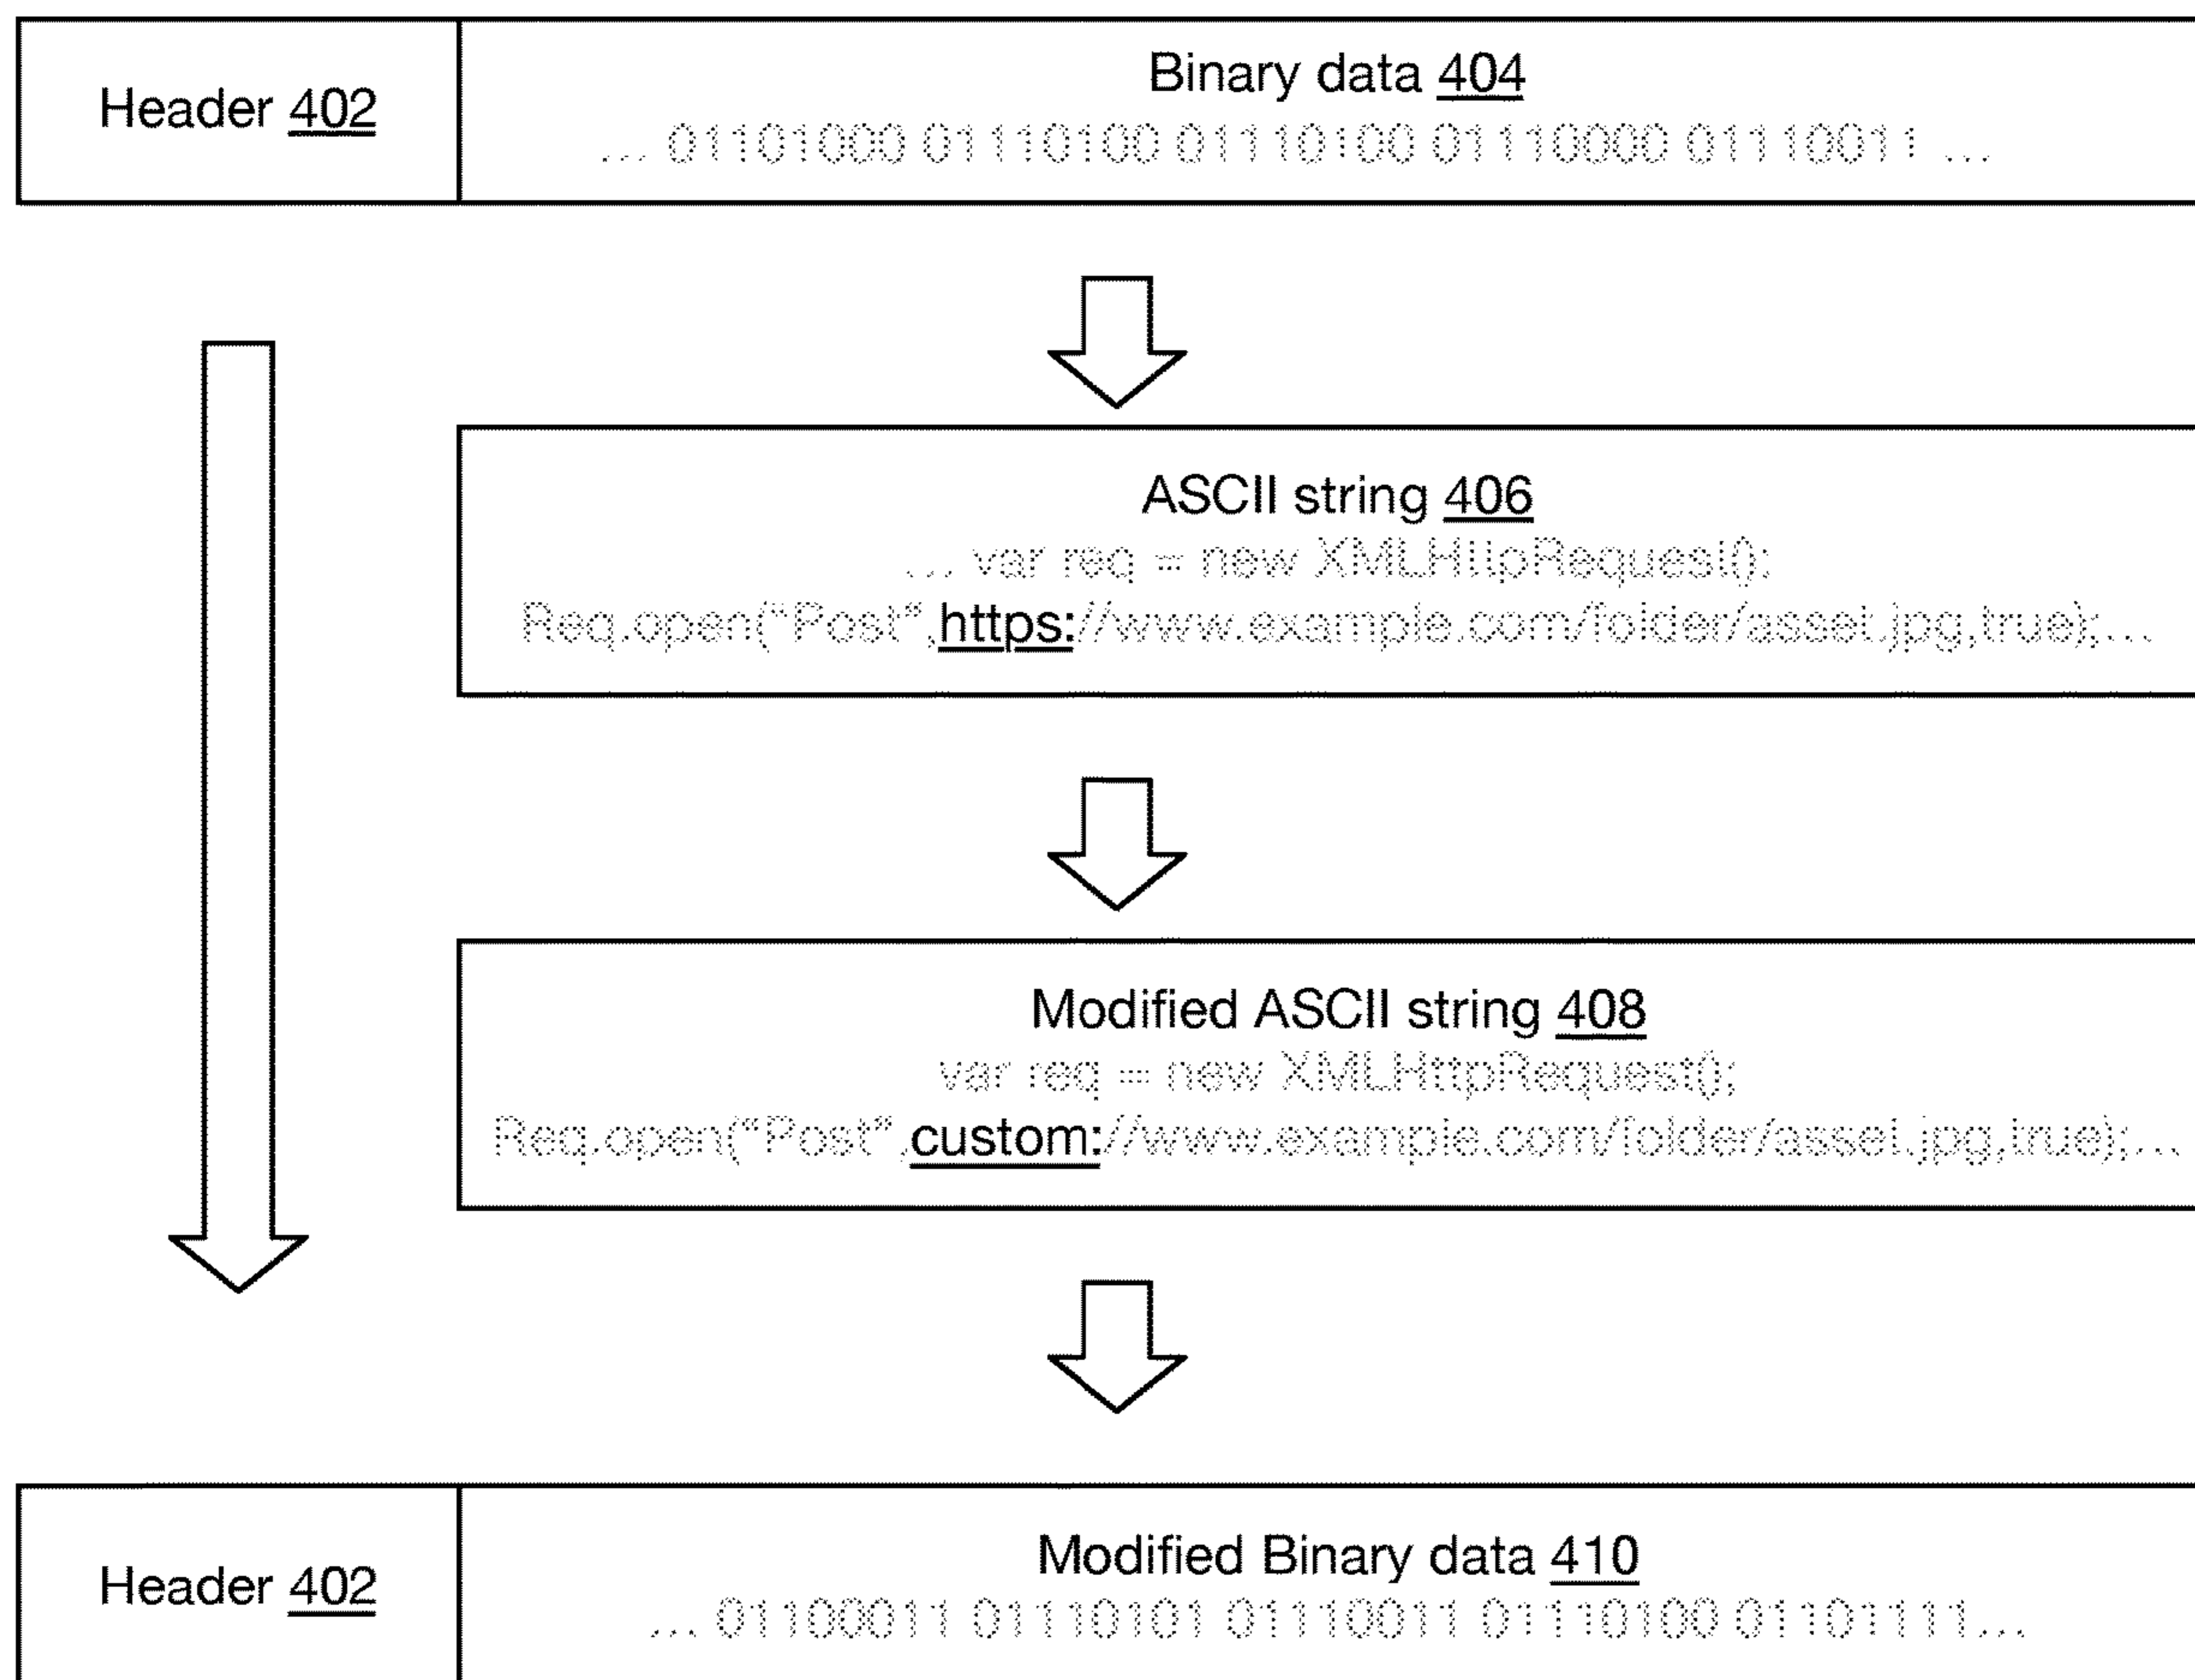 Header 402
Binary data 404
... 01101000 01110100 01110100 01110000 01110011 ...
ASCII string 406
... var req = new XMLHttpRequest();
Req.open(“Post”,https://www.example.com/folder/asset.jpg,true);...
Modified ASCII string 408
var req = new XMLHttpRequest();
Req.open(“Post”,custom://www.example.com/folder/asset.jpg,true);...
Header 402
Modified Binary data 410
... 01100011 01110101 01110011 01110100 01101111...